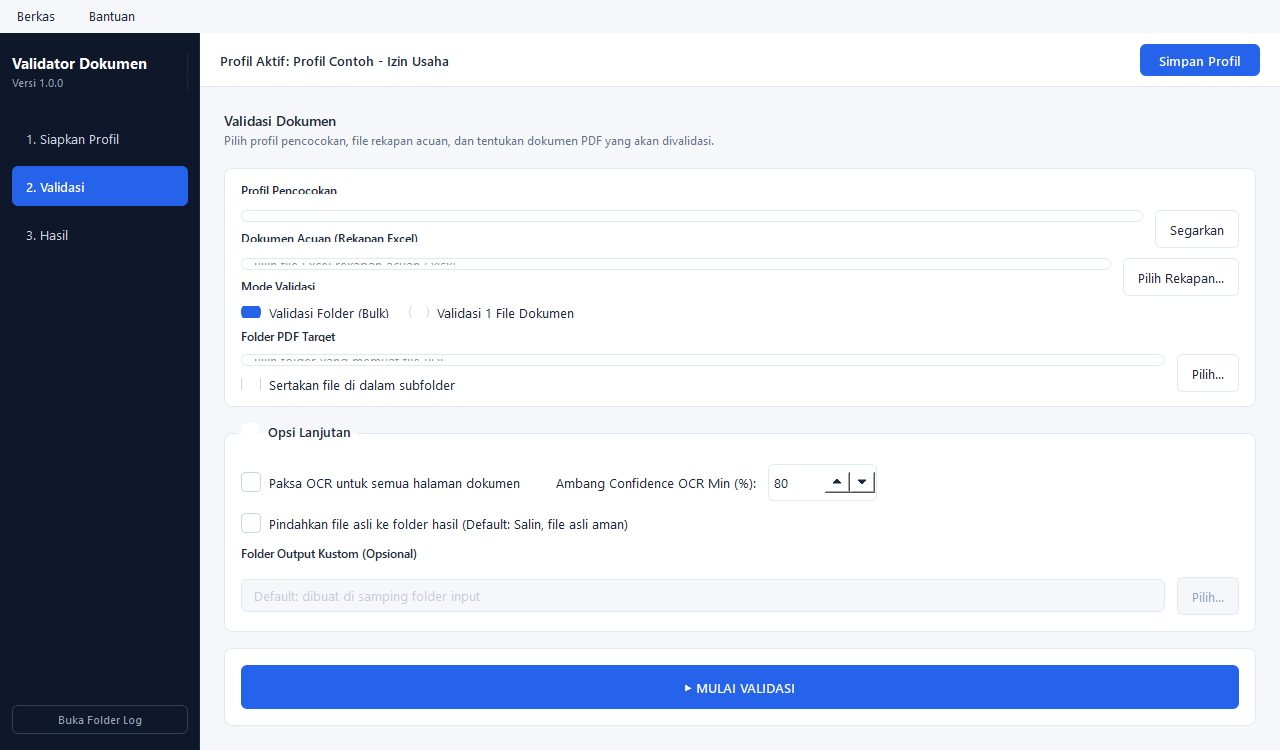 Berkas Bantuan
Validator Dokumen
Versi 1.0.0
1. Siapkan Profil
2. Validasi
3. Hasil
Buka Folder Log
Profil Aktif: Profil Contoh - Izin Usaha
Simpan Profil
Validasi Dokumen
Pilih profil pencocokan, file rekapan acuan, dan tentukan dokumen PDF yang akan divalidasi.
Profil Pencocokan
Segarkan
Dokumen Acuan (Rekapan Excel)
Pilih Rekapan...
Mode Validasi
Validasi Folder (Bulk) Validasi 1 File Dokumen
Folder PDF Target
Pilih...
Sertakan file di dalam subfolder
Opsi Lanjutan
Paksa OCR untuk semua halaman dokumen Ambang Confidence OCR Min (%): 80
Pindahkan file asli ke folder hasil (Default: Salin, file asli aman)
Folder Output Kustom (Opsional)
Default: dibuat di samping folder input Pilih...
MULAI VALIDASI